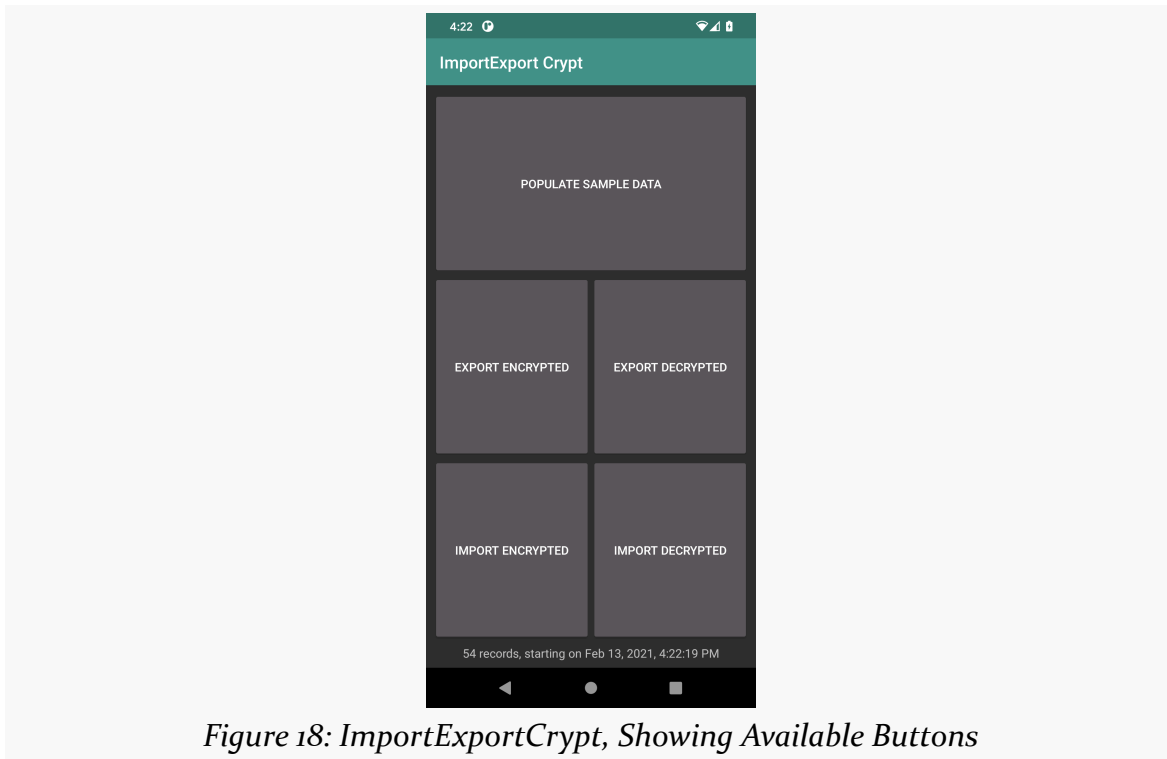 4:22
ImportExport Crypt
POPULATE SAMPLE DATA
EXPORT ENCRYPTED EXPORT DECRYPTED
IMPORT ENCRYPTED IMPORT DECRYPTED
54 records, starting on Feb 13, 2021, 4:22:19 PM
Figure 18: ImportExportCrypt, Showing Available Buttons